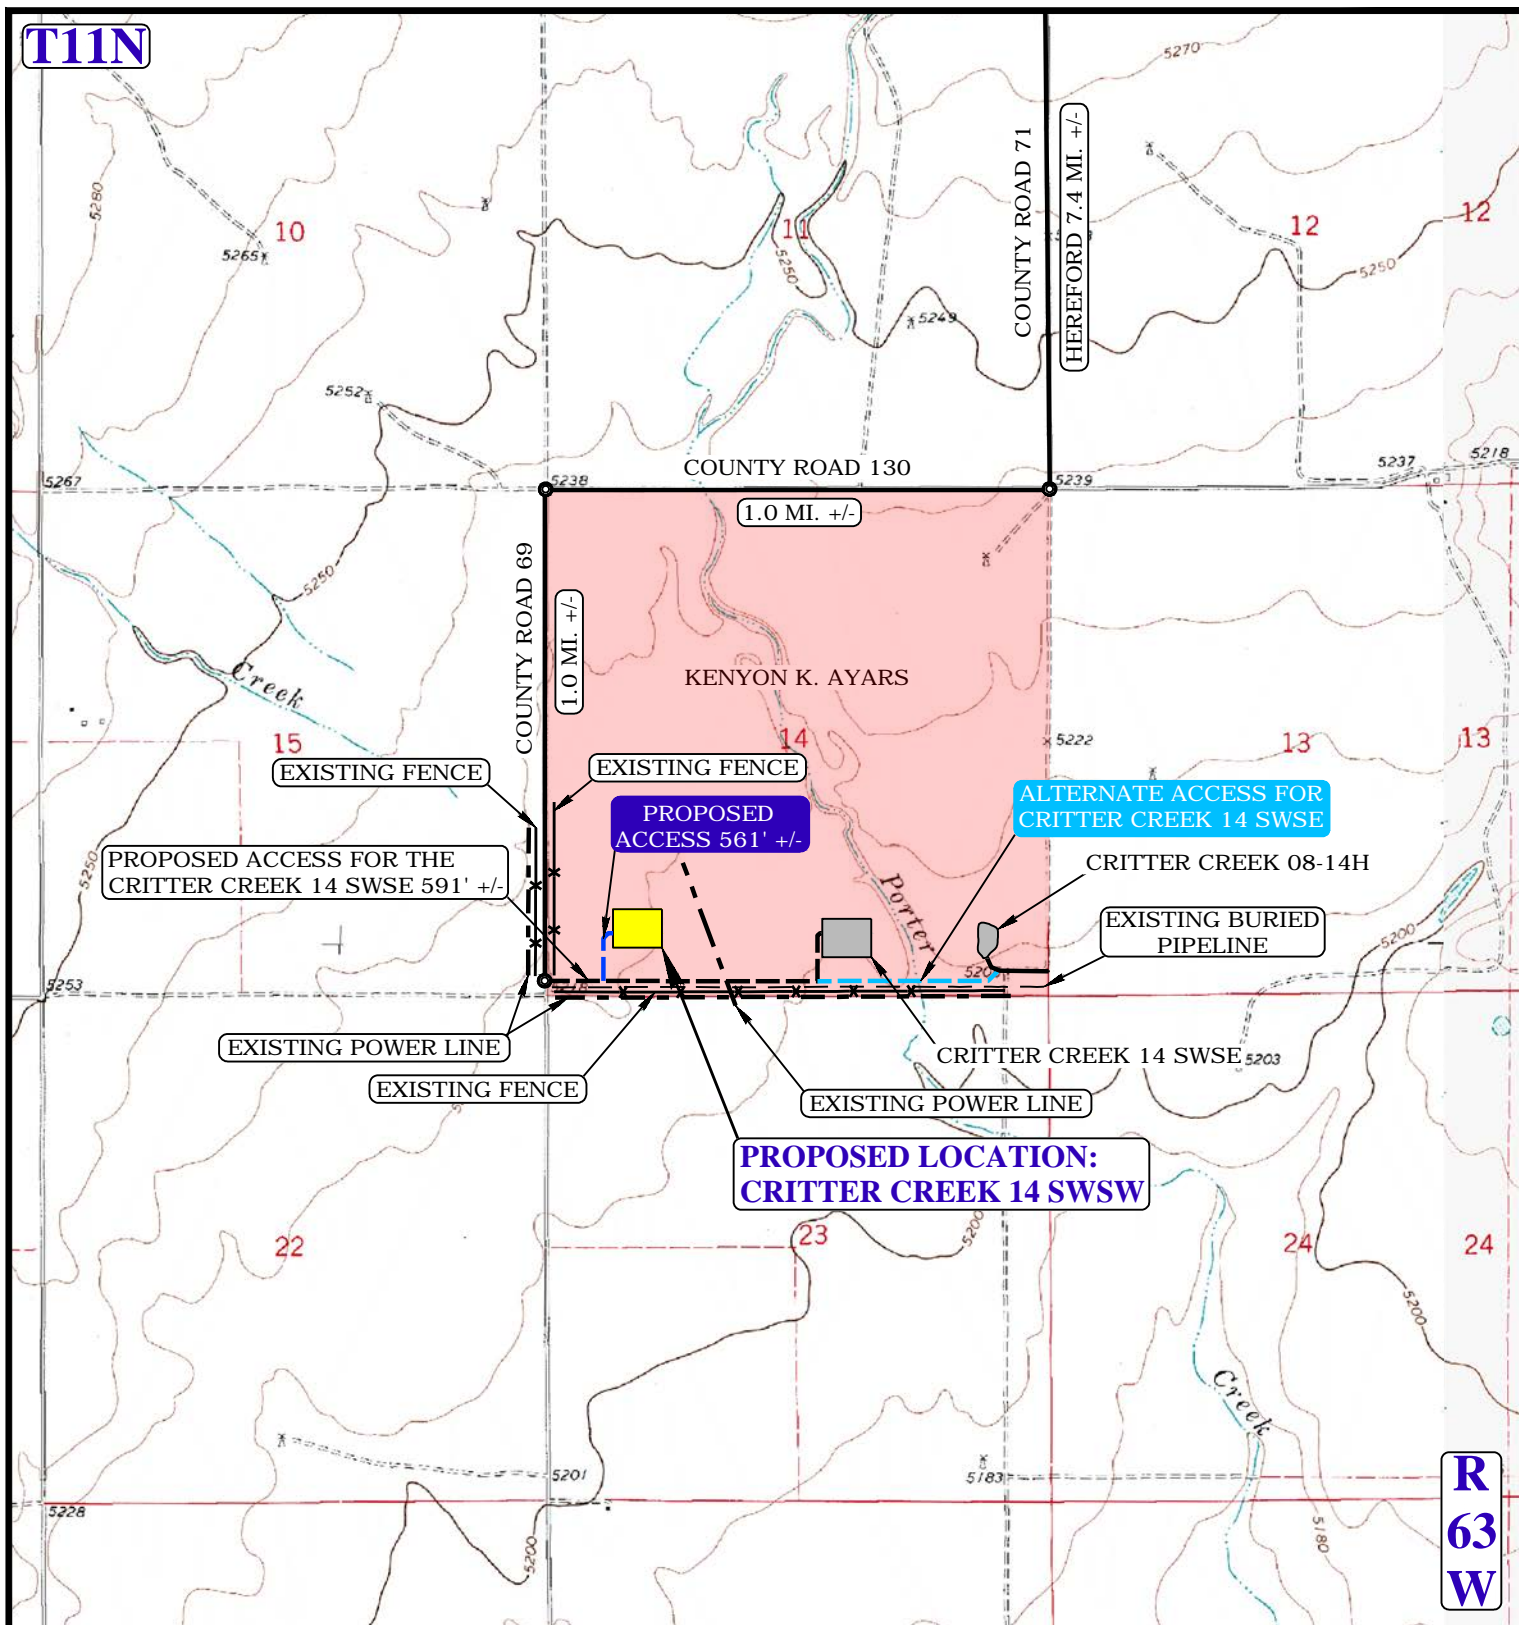 T11N
5270
COUNTY ROAD 71
HEREFORD 7.4 MI. +/-
5280
10
11
12
12
5265
5250
5250
5249
5252
COUNTY ROAD 130
5267
5238
5239
5237
5218
1.0 MI. +/-
COUNTY ROAD 69
1.0 MI. +/-
5250
Creek
KENYON K. AYARS
15
14
5222
13
13
EXISTING FENCE
EXISTING FENCE
PROPOSED
ACCESS 561' +/-
ALTERNATE ACCESS FOR
CRITTER CREEK 14 SWSE
PROPOSED ACCESS FOR THE
CRITTER CREEK 14 SWSE 591' +/-
5250
CRITTER CREEK 08-14H
Porter
EXISTING BURIED
PIPELINE
5200
5253
EXISTING POWER LINE
CRITTER CREEK 14 SWSE
5203
EXISTING FENCE
EXISTING POWER LINE
PROPOSED LOCATION:
CRITTER CREEK 14 SWSW
22
23
5200
24
24
5200
Creek
5201
5183
5228
5200
5180
R
63
W